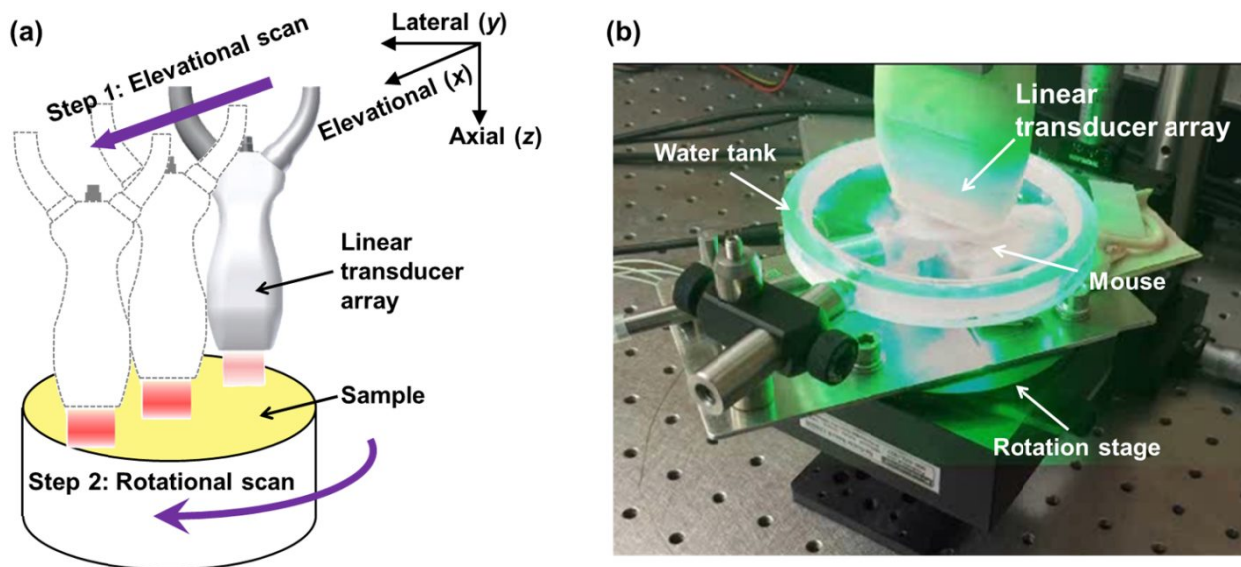 (a)
Lateral (y)
Step 1: Elevational scan
Elevational (x)
Axial (z)
Linear
transducer
array
Sample
Step 2: Rotational scan
(b)
Linear
transducer array
Water tank
Mouse
Rotation stage